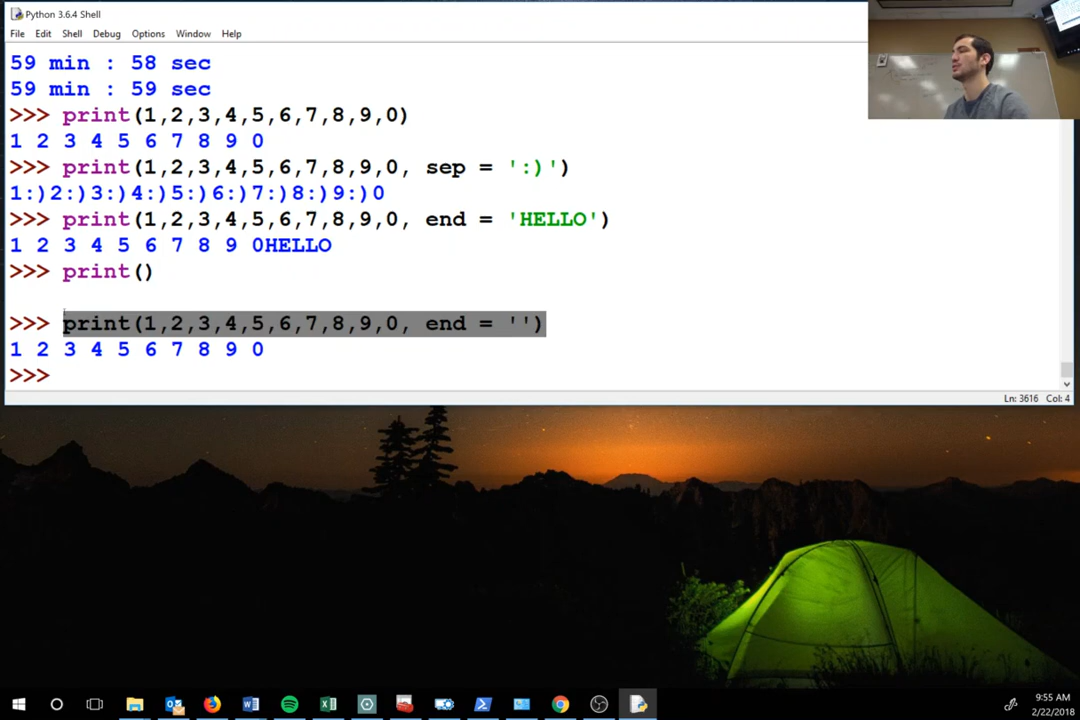 Python 3.6.4 Shell
File Edit Shell Debug Options Window Help
59 min : 58 sec
59 min : 59 sec
>>> print(1,2,3,4,5,6,7,8,9,0)
1 2 3 4 5 6 7 8 9 0
>>> print(1,2,3,4,5,6,7,8,9,0, sep = ':)')
1:)2:)3:)4:)5:)6:)7:)8:)9:)0
>>> print(1,2,3,4,5,6,7,8,9,0, end = 'HELLO')
1 2 3 4 5 6 7 8 9 0HELLO
>>> print()
>>> print(1,2,3,4,5,6,7,8,9,0, end = '')
1 2 3 4 5 6 7 8 9 0
>>>
Ln: 3616 Col: 4
9:55 AM
2/22/2018